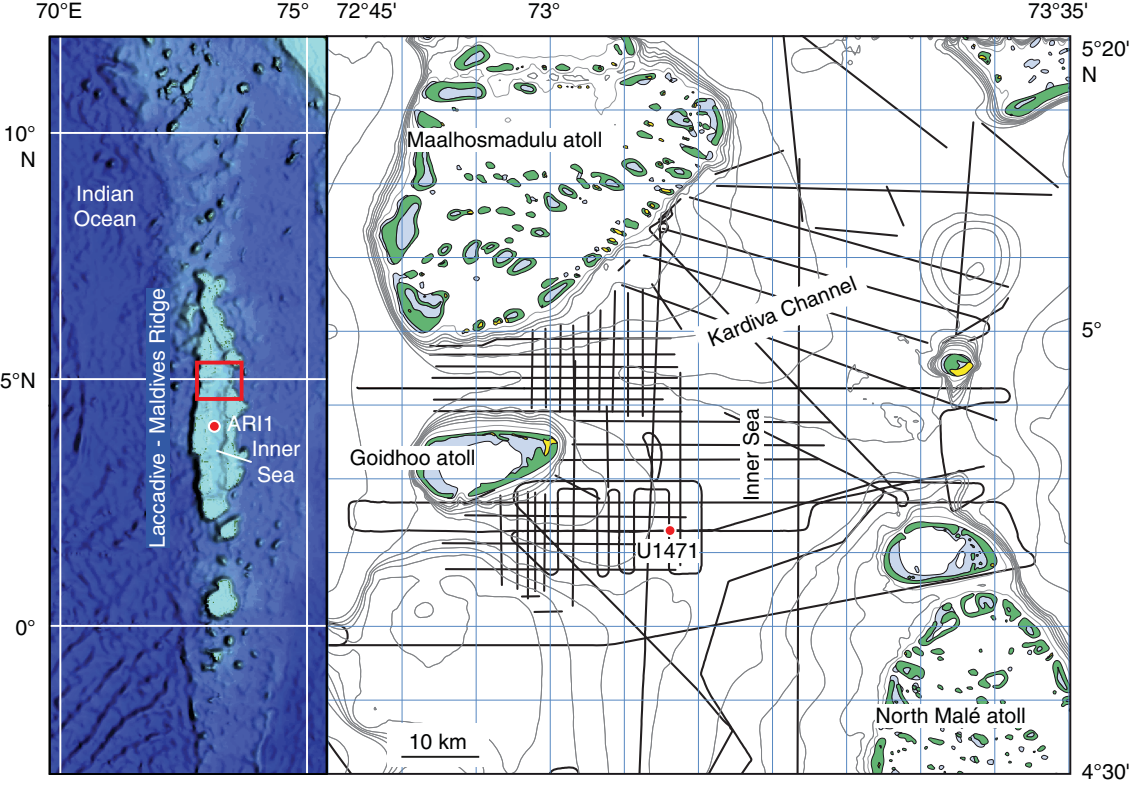 70°E
75°
72°45'
73°
73°35'
5°20'
N
10°
N
Indian
Ocean
Maalhosmadulu atoll
Kardiva Channel
5°
Laccadive - Maldives Ridge
5°N
ARI1
Inner
Sea
Goidhoo atoll
Inner Sea
U1471
0°
North Malé atoll
10 km
4°30'